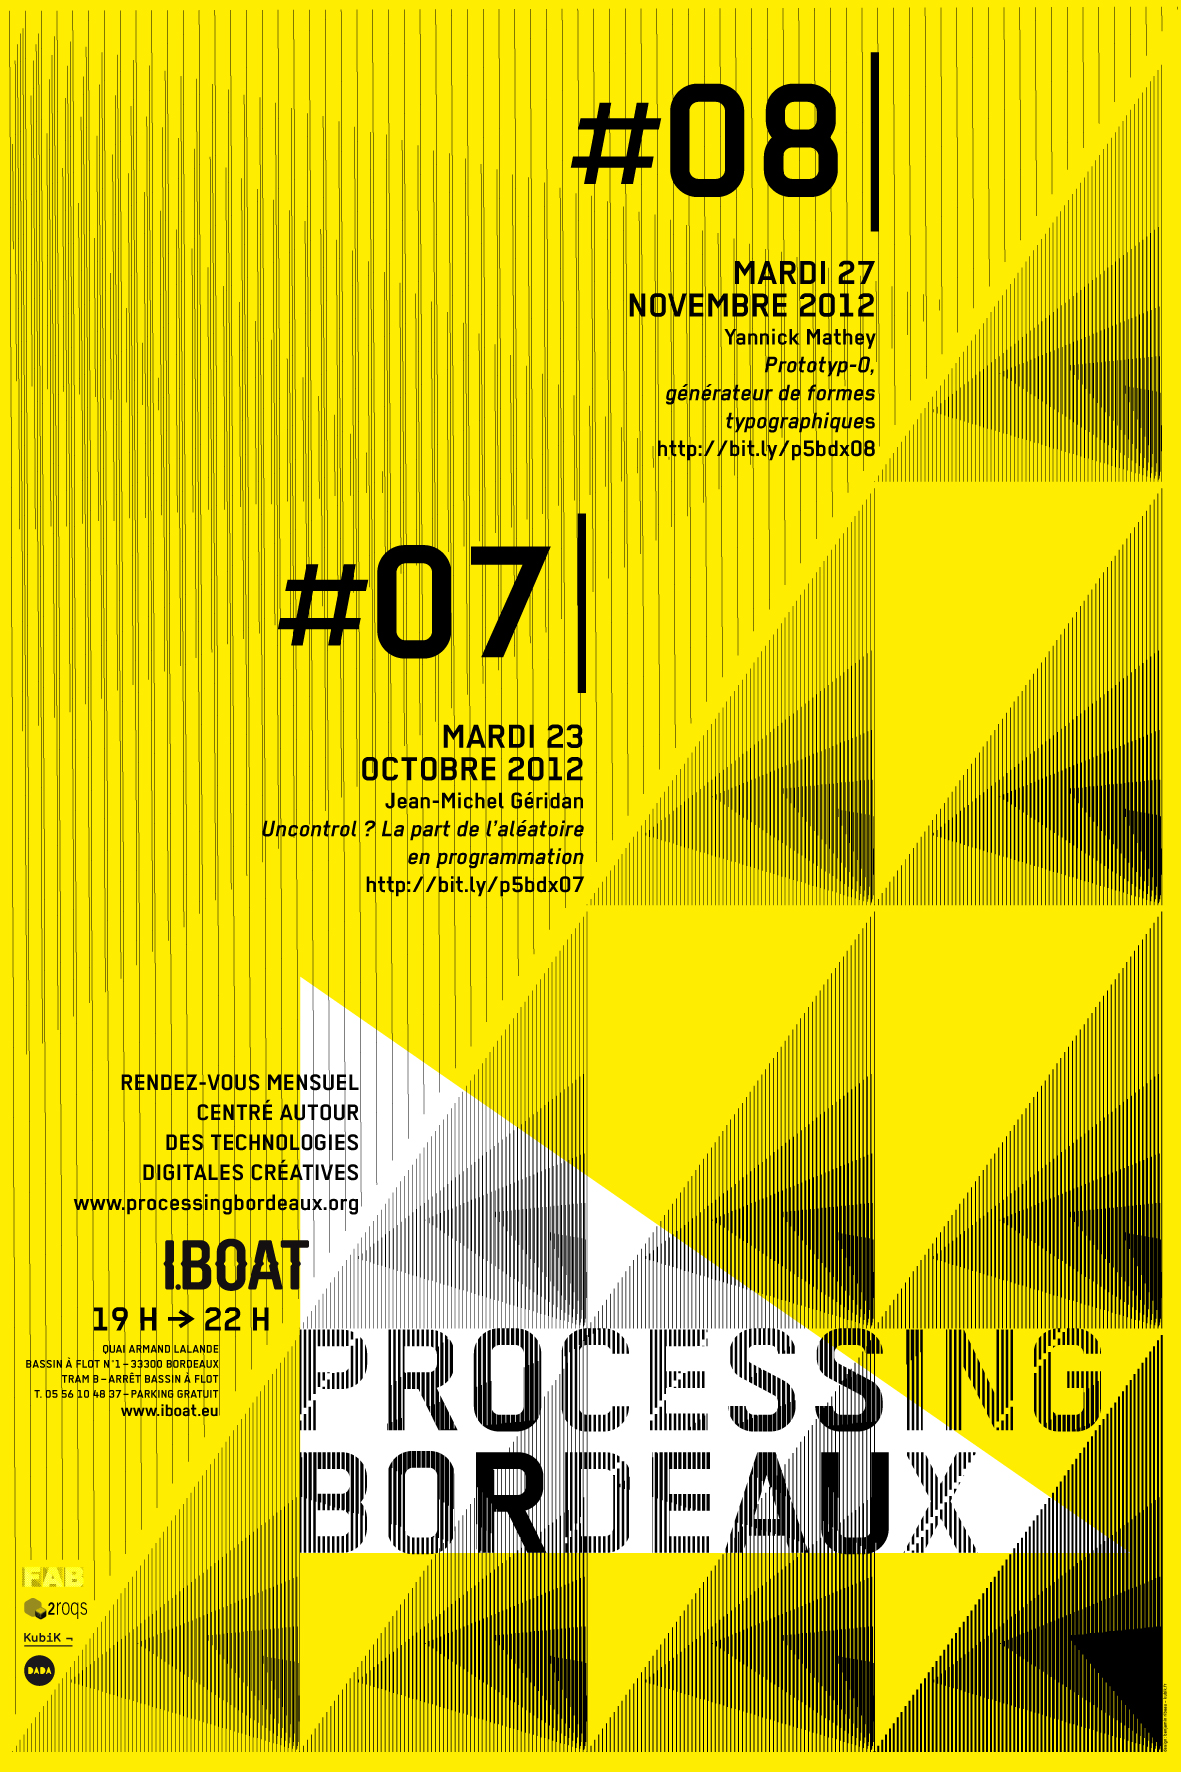 #08
MARDI 27
NOVEMBRE 2012
Yannick Mathey
Prototyp-0,
générateur de formes
typographiques
http://bit.ly/p5bdx08
#07
MARDI 23
OCTOBRE 2012
Jean-Michel Géridan
Uncontrol ? La part de l'aléatoire
en programmation
http://bit.ly/p5bdx07
RENDEZ-VOUS MENSUEL
CENTRÉ AUTOUR
DES TECHNOLOGIES
DIGITALES CRÉATIVES
www.processingbordeaux.org
I.BOAT
19 H → 22 H
QUAI ARMAND LALANDE
BASSIN À FLOT N°1 – 33300 BORDEAUX
TRAM B – ARRÊT BASSIN À FLOT
T. 05 56 10 48 37 – PARKING GRATUIT
www.iboat.eu
PROCESSING
BORDEAUX
FAB
2roqs
KubiK ¬
DADA